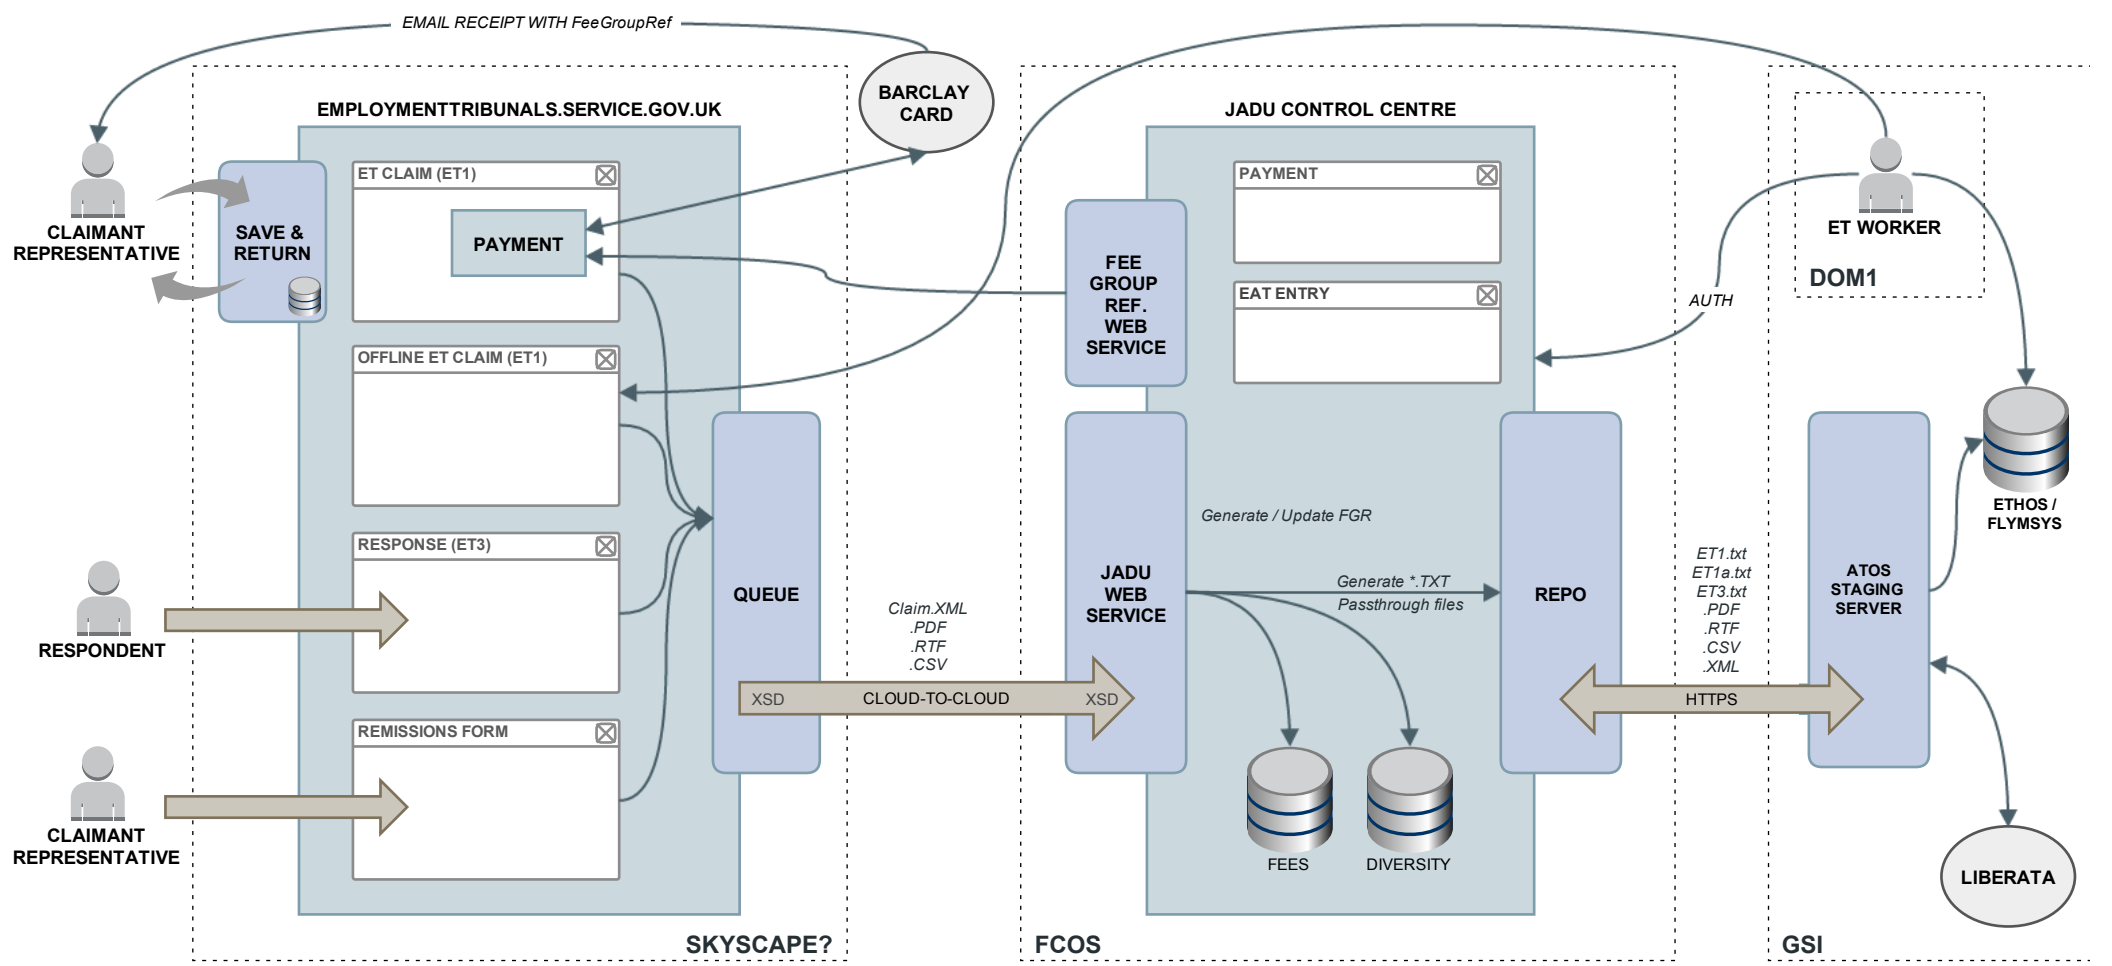 EMAIL RECEIPT WITH FeeGroupRef
BARCLAY
CARD
EMPLOYMENTTRIBUNALS.SERVICE.GOV.UK
JADU CONTROL CENTRE
CLAIMANT
REPRESENTATIVE
SAVE &
RETURN
ET CLAIM (ET1)
PAYMENT
OFFLINE ET CLAIM (ET1)
RESPONSE (ET3)
REMISSIONS FORM
RESPONDENT
CLAIMANT
REPRESENTATIVE
QUEUE
SKYSCAPE?
Claim.XML
.PDF
.RTF
.CSV
XSD
CLOUD-TO-CLOUD
XSD
FEE
GROUP
REF.
WEB
SERVICE
PAYMENT
EAT ENTRY
JADU
WEB
SERVICE
Generate / Update FGR
Generate *.TXT
Passthrough files
REPO
FEES
DIVERSITY
FCOS
ET1.txt
ET1a.txt
ET3.txt
.PDF
.RTF
.CSV
.XML
HTTPS
AUTH
ET WORKER
DOM1
ETHOS /
FLYMSYS
ATOS
STAGING
SERVER
LIBERATA
GSI